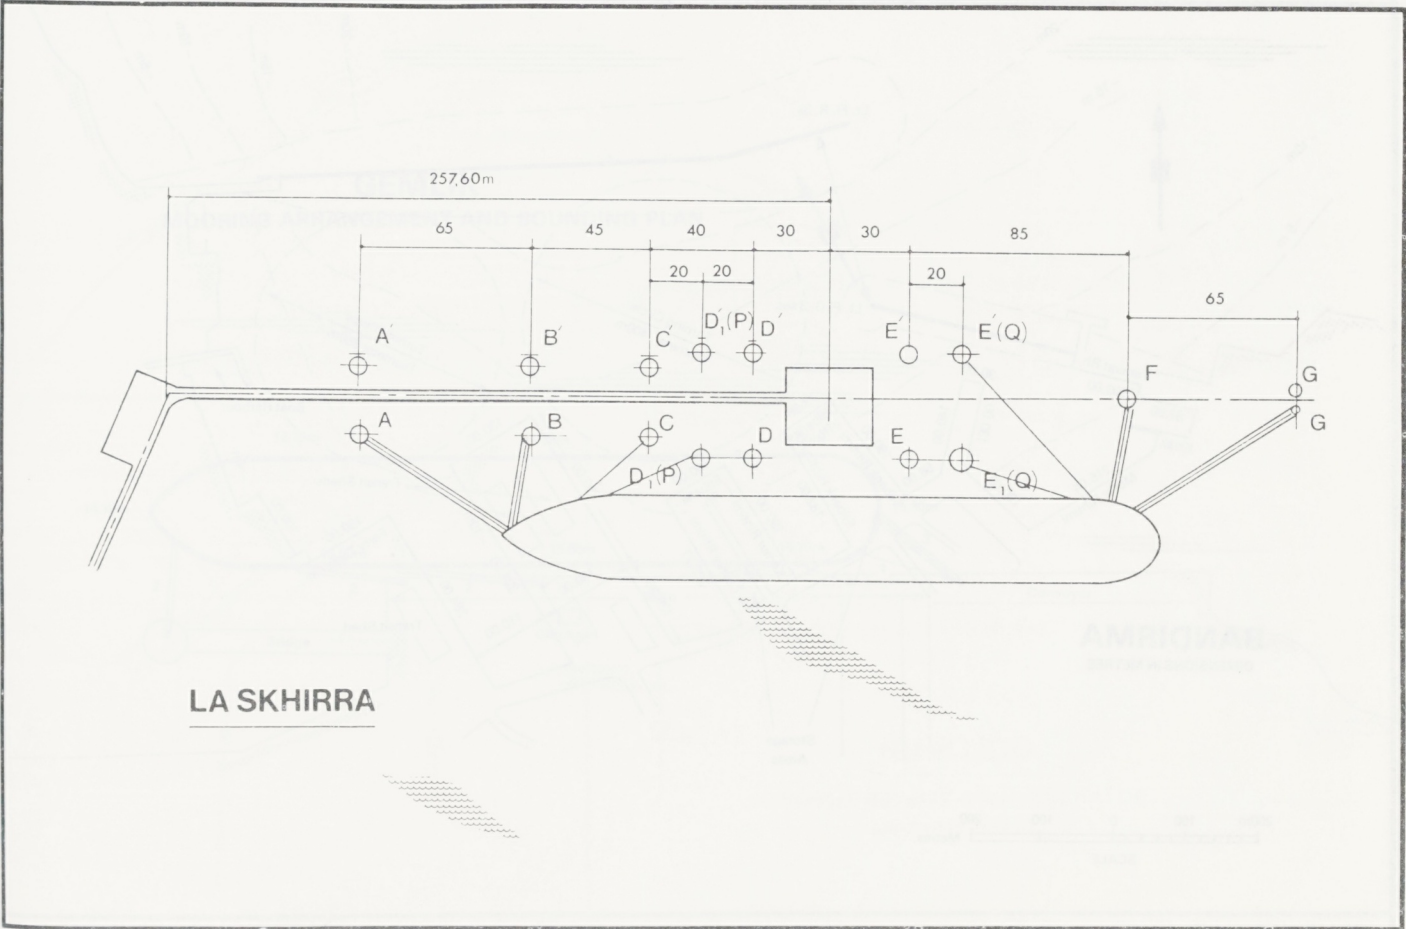 257,60m
65 45 40 30 30 85
20 20 20
65
A' B' C' D'₁(P) D' E' E'(Q)
F G
A B C D E G
D₁(P) E₁(Q)
LA SKHIRRA